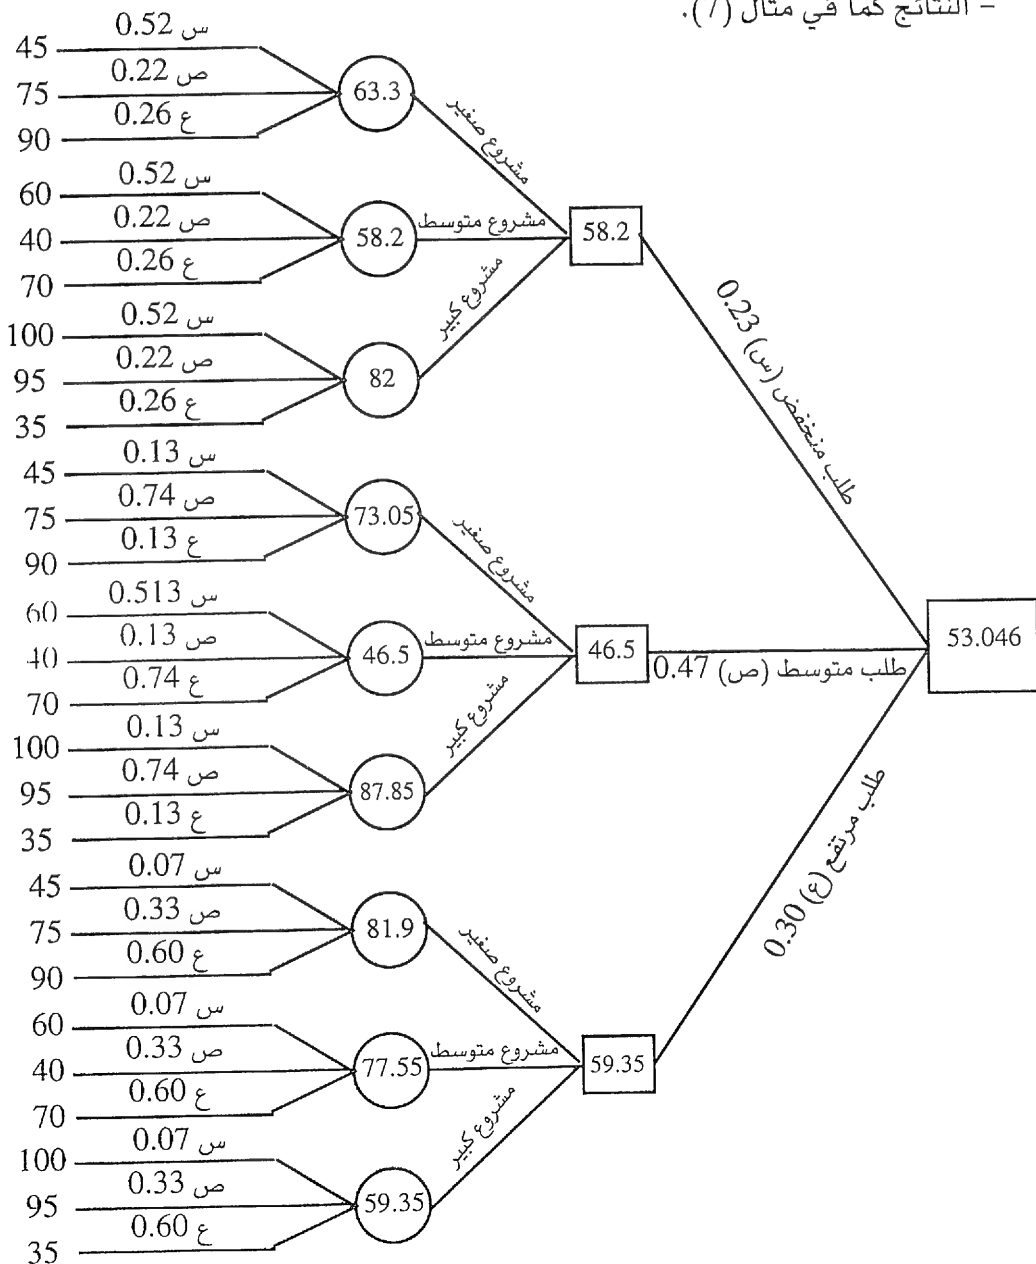 – النتائج كما في مثال (7).
45 س 0.52
75 ص 0.22
90 ع 0.26
63.3
مشروع صغير
60 س 0.52
40 ص 0.22
70 ع 0.26
58.2
مشروع متوسط
58.2
100 س 0.52
95 ص 0.22
35 ع 0.26
82
مشروع كبير
طلب منخفض (س) 0.23
45 س 0.13
75 ص 0.74
90 ع 0.13
73.05
مشروع صغير
60 س 0.513
40 ص 0.13
70 ع 0.74
46.5
مشروع متوسط
46.5
طلب متوسط (ص) 0.47
53.046
100 س 0.13
95 ص 0.74
35 ع 0.13
87.85
مشروع كبير
طلب مرتفع (ع) 0.30
45 س 0.07
75 ص 0.33
90 ع 0.60
81.9
مشروع صغير
60 س 0.07
40 ص 0.33
70 ع 0.60
77.55
مشروع متوسط
59.35
100 س 0.07
95 ص 0.33
35 ع 0.60
59.35
مشروع كبير